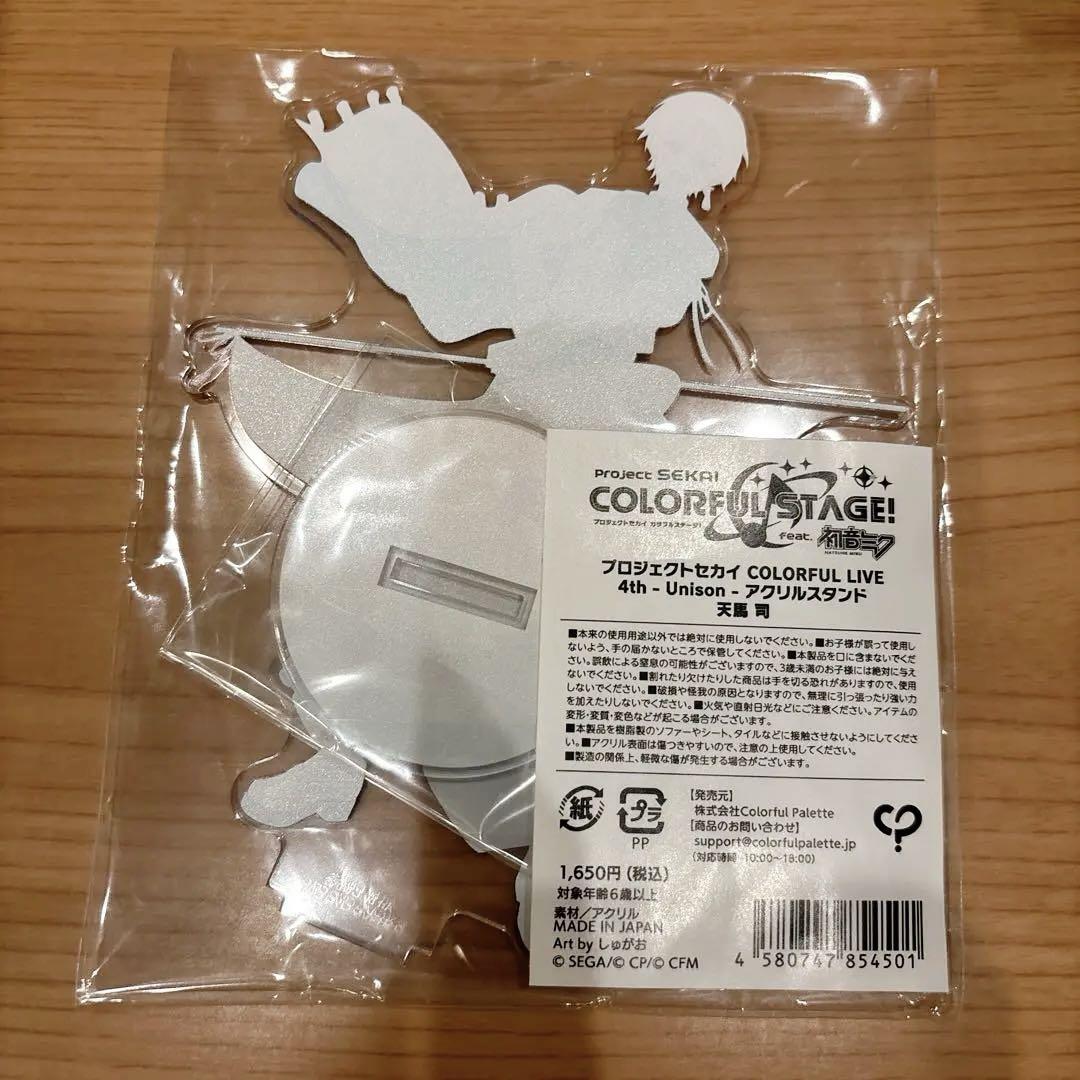 Project SEKAI
COLORFUL STAGE!
プロジェクトセカイ カラフルステージ!
feat. 初音ミク
HATSUNE MIKU
プロジェクトセカイ COLORFUL LIVE
4th - Unison - アクリルスタンド
天馬 司
■本来の使用用途以外では絶対に使用しないでください。■お子様が誤って使用し
ないよう、手の届かないところで保管してください。■本製品を口に含まないでくだ
さい。誤飲による窒息の可能性がございますので、3歳未満のお子様には絶対に与え
ないでください。■割れたり欠けたりした商品は手を切る恐れがありますので、使用
しないでください。■破損や怪我の原因となりますので、無理に引っ張ったり強い力
を加えたりしないでください。■火気や直射日光などにご注意ください。アイテムの
変形・変質・変色などが起こる場合がございます。
■本製品を樹脂製のソファーやシート、タイルなどに接触させないようにしてくださ
い。■アクリル表面は傷つきやすいので、注意の上使用してください。
■製造の関係上、軽微な傷が発生する場合がございます。
紙
プラ
PP
【発売元】
株式会社Colorful Palette
【商品のお問い合わせ】
support@colorfulpalette.jp
(対応時間 10:00~18:00)
1,650円(税込)
対象年齢6歳以上
素材/アクリル
MADE IN JAPAN
Art by しゅがお
© SEGA/© CP/© CFM
4 580747 854501